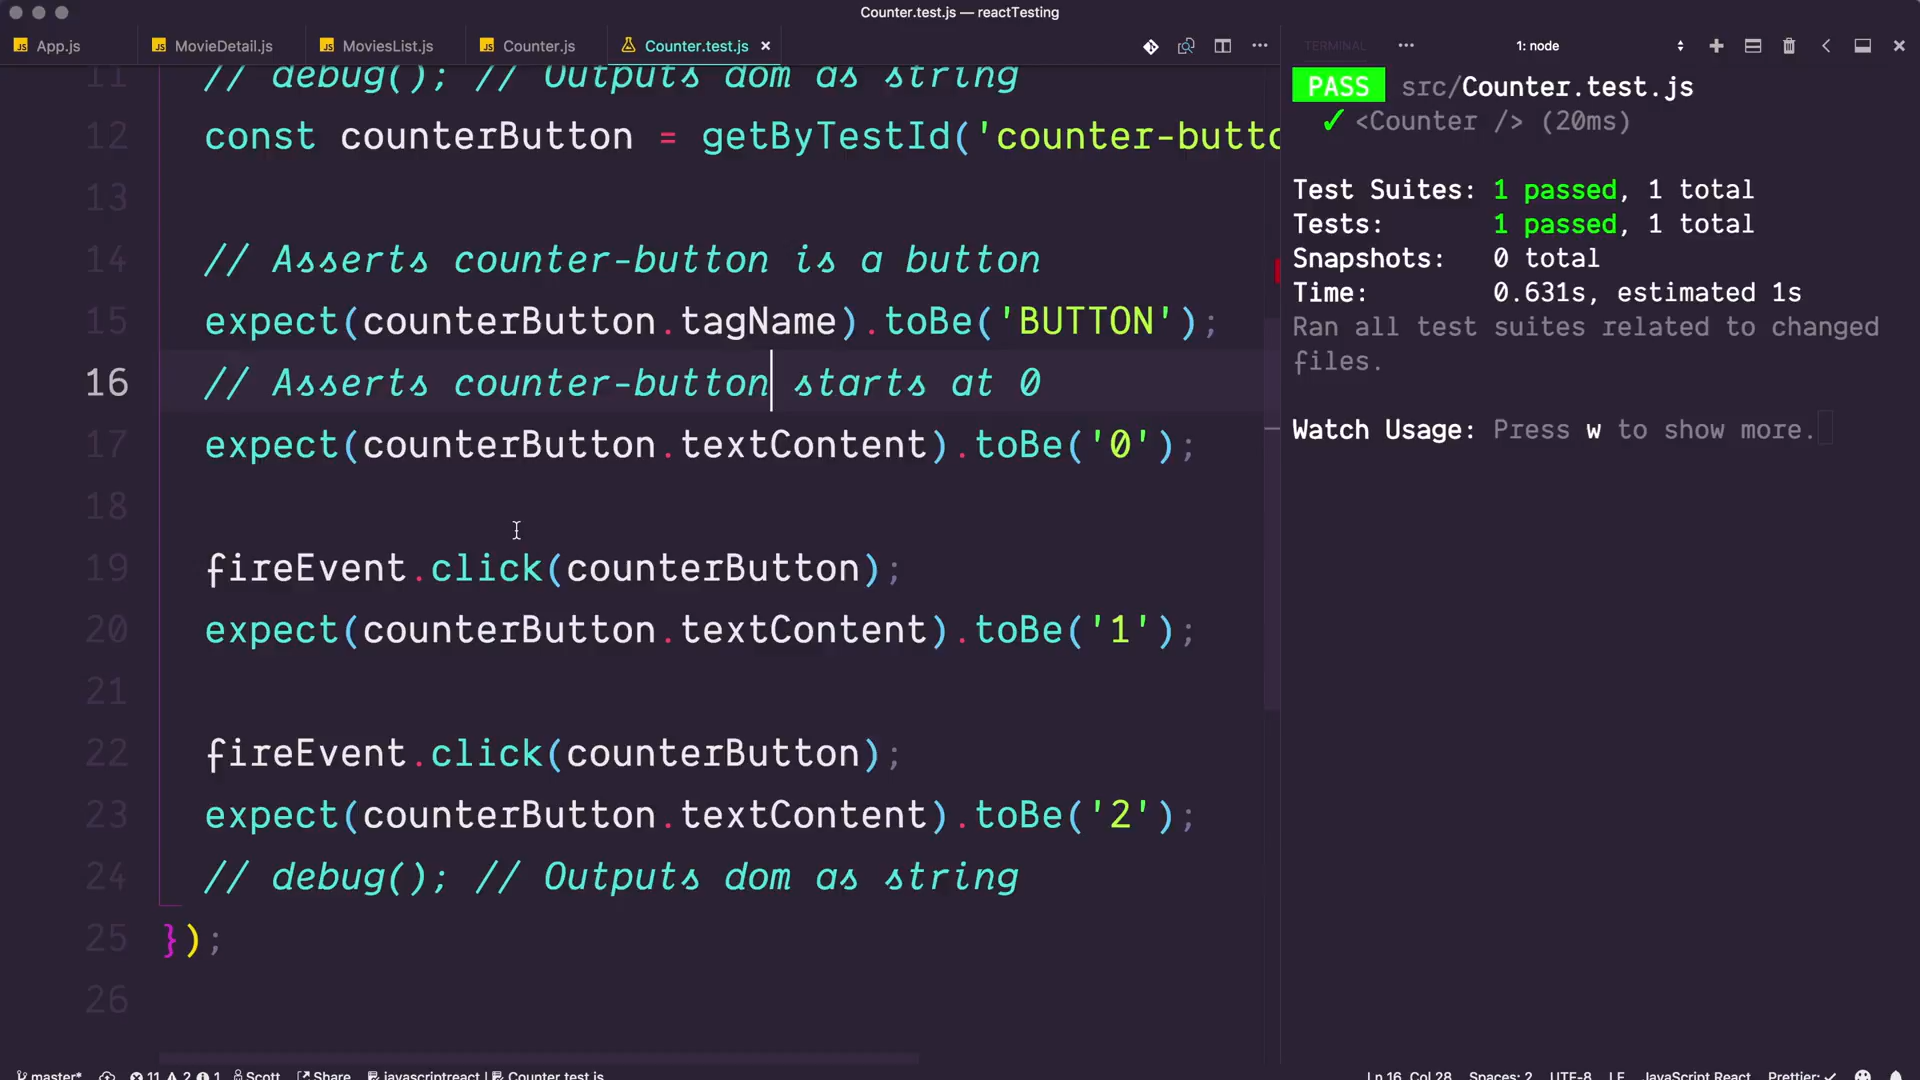 Counter.test.js — reactTesting
App.js MovieDetail.js MoviesList.js Counter.js Counter.test.js
TERMINAL 1: node
11 // debug(); // Outputs dom as string
12 const counterButton = getByTestId('counter-butto
13
14 // Asserts counter-button is a button
15 expect(counterButton.tagName).toBe('BUTTON');
16 // Asserts counter-button starts at 0
17 expect(counterButton.textContent).toBe('0');
18
19 fireEvent.click(counterButton);
20 expect(counterButton.textContent).toBe('1');
21
22 fireEvent.click(counterButton);
23 expect(counterButton.textContent).toBe('2');
24 // debug(); // Outputs dom as string
25 });
26
PASS src/Counter.test.js
✓ <Counter /> (20ms)
Test Suites: 1 passed, 1 total
Tests: 1 passed, 1 total
Snapshots: 0 total
Time: 0.631s, estimated 1s
Ran all test suites related to changed
files.
Watch Usage: Press w to show more.
master* 11 2 1 Scott Share javascriptreact | Counter.test.js Ln 16, Col 28 Spaces: 2 UTF-8 LF JavaScript React Prettier: ✓